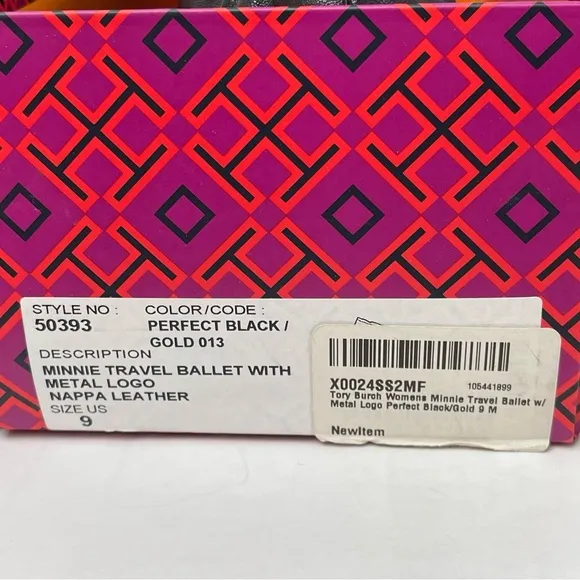 STYLE NO :
50393
COLOR/CODE :
PERFECT BLACK /
GOLD 013
DESCRIPTION
MINNIE TRAVEL BALLET WITH
METAL LOGO
NAPPA LEATHER
SIZE US
9
X0024SS2MF
105441899
Tory Burch Womens Minnie Travel Ballet w/
Metal Logo Perfect Black/Gold 9 M
NewItem